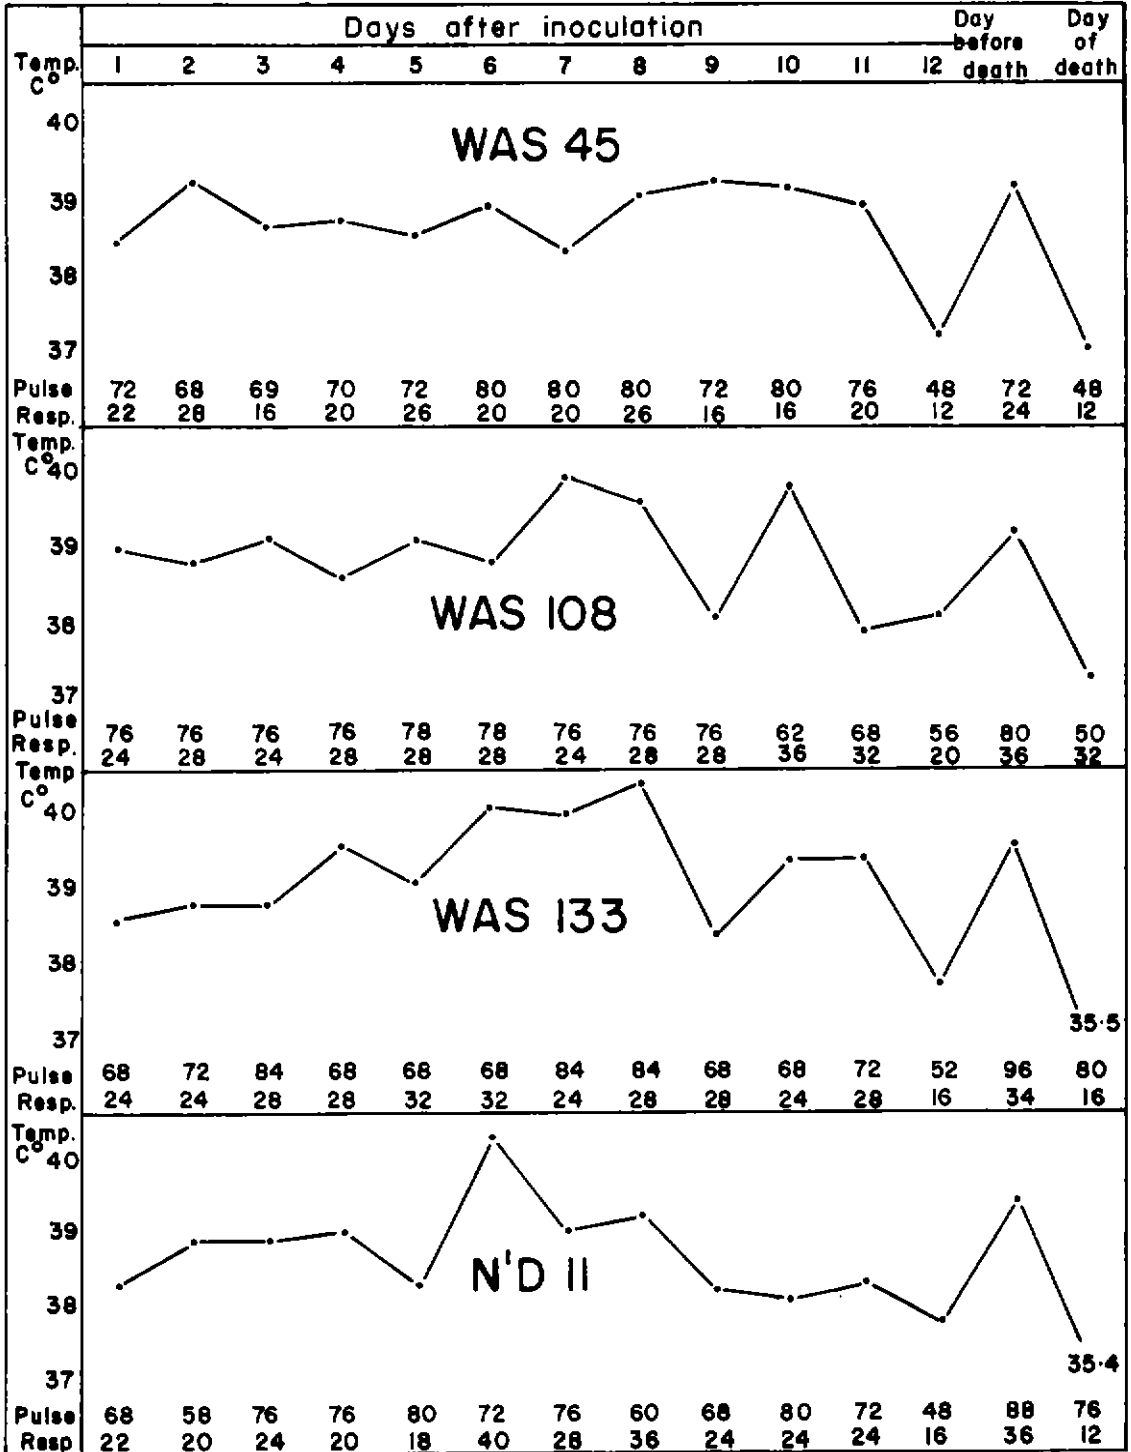 Days after inoculation Day before death Day of death
Temp. C° 1 2 3 4 5 6 7 8 9 10 11 12
40
WAS 45
39
38
37
Pulse 72 68 69 70 72 80 80 80 72 80 76 48 72 48
Resp. 22 28 16 20 26 20 20 26 16 16 20 12 24 12
Temp.
C° 40
39
WAS 108
38
37
Pulse 76 76 76 76 78 78 76 76 76 62 68 56 80 50
Resp. 24 28 24 28 28 28 24 28 28 36 32 20 36 32
Temp
C° 40
39
WAS 133
38
35·5
37
Pulse 68 72 84 68 68 68 84 84 68 68 72 52 96 80
Resp. 24 24 28 28 32 32 24 28 28 24 28 16 34 16
Temp.
C° 40
39
N'D 11
38
35·4
37
Pulse 68 58 76 76 80 72 76 60 68 80 72 48 88 76
Resp 22 20 24 20 18 40 28 36 24 24 24 16 36 12